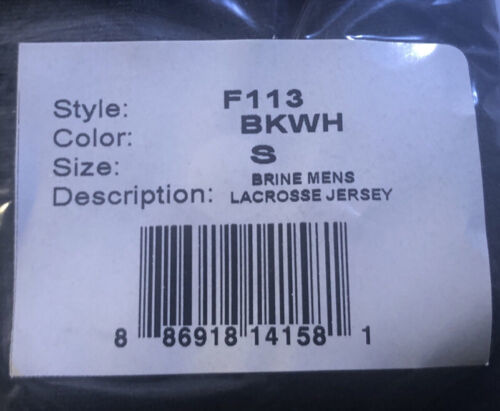 Style: F113
Color: BKWH
Size: S
BRINE MENS
Description: LACROSSE JERSEY
8 86918 14158 1